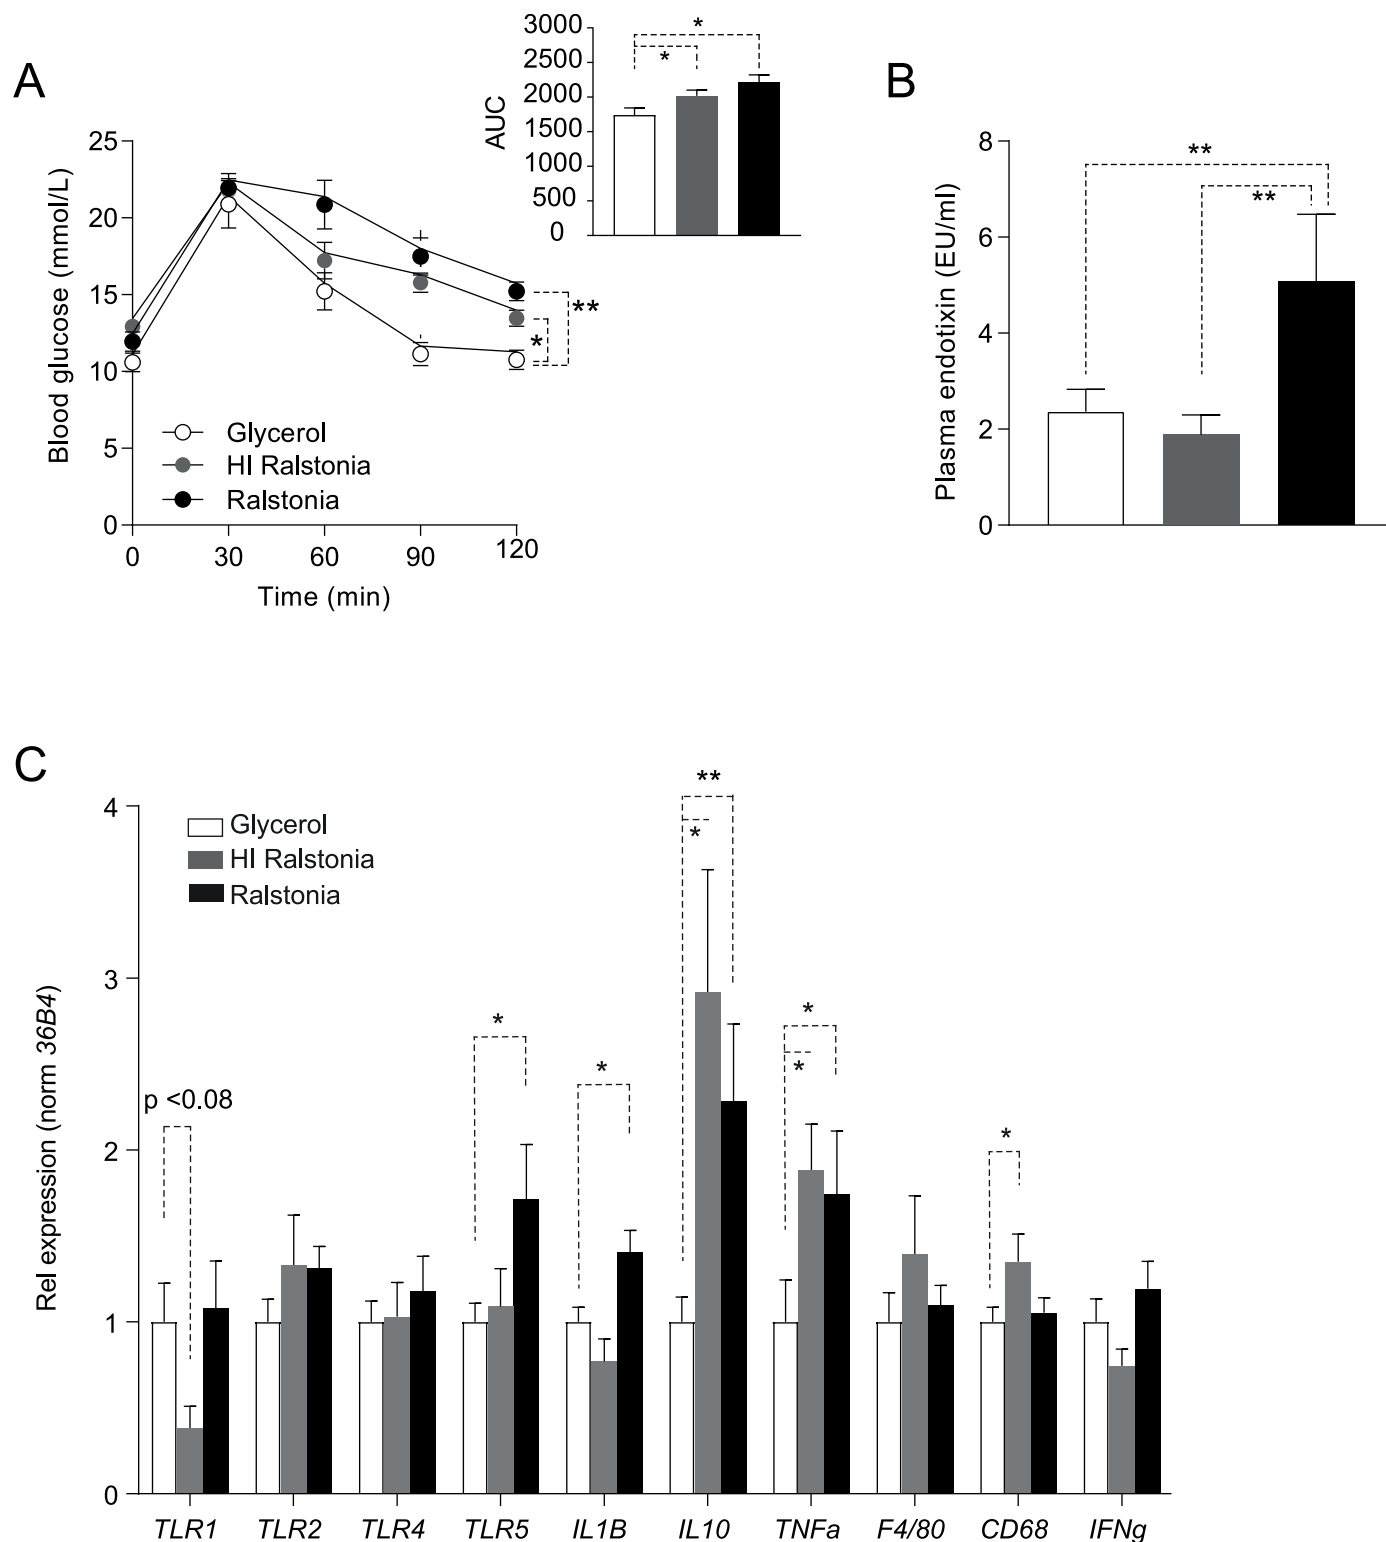 A
B
3000
2500
2000
1500
1000
500
0
AUC
*
*
25
20
15
10
5
0
Blood glucose (mmol/L)
**
*
Glycerol
HI Ralstonia
Ralstonia
0 30 60 90 120
Time (min)
8
6
4
2
0
Plasma endotixin (EU/ml)
**
**
C
4
3
2
1
0
Rel expression (norm 36B4)
Glycerol
HI Ralstonia
Ralstonia
p <0.08
*
*
**
*
*
*
*
TLR1 TLR2 TLR4 TLR5 IL1B IL10 TNFa F4/80 CD68 IFNg